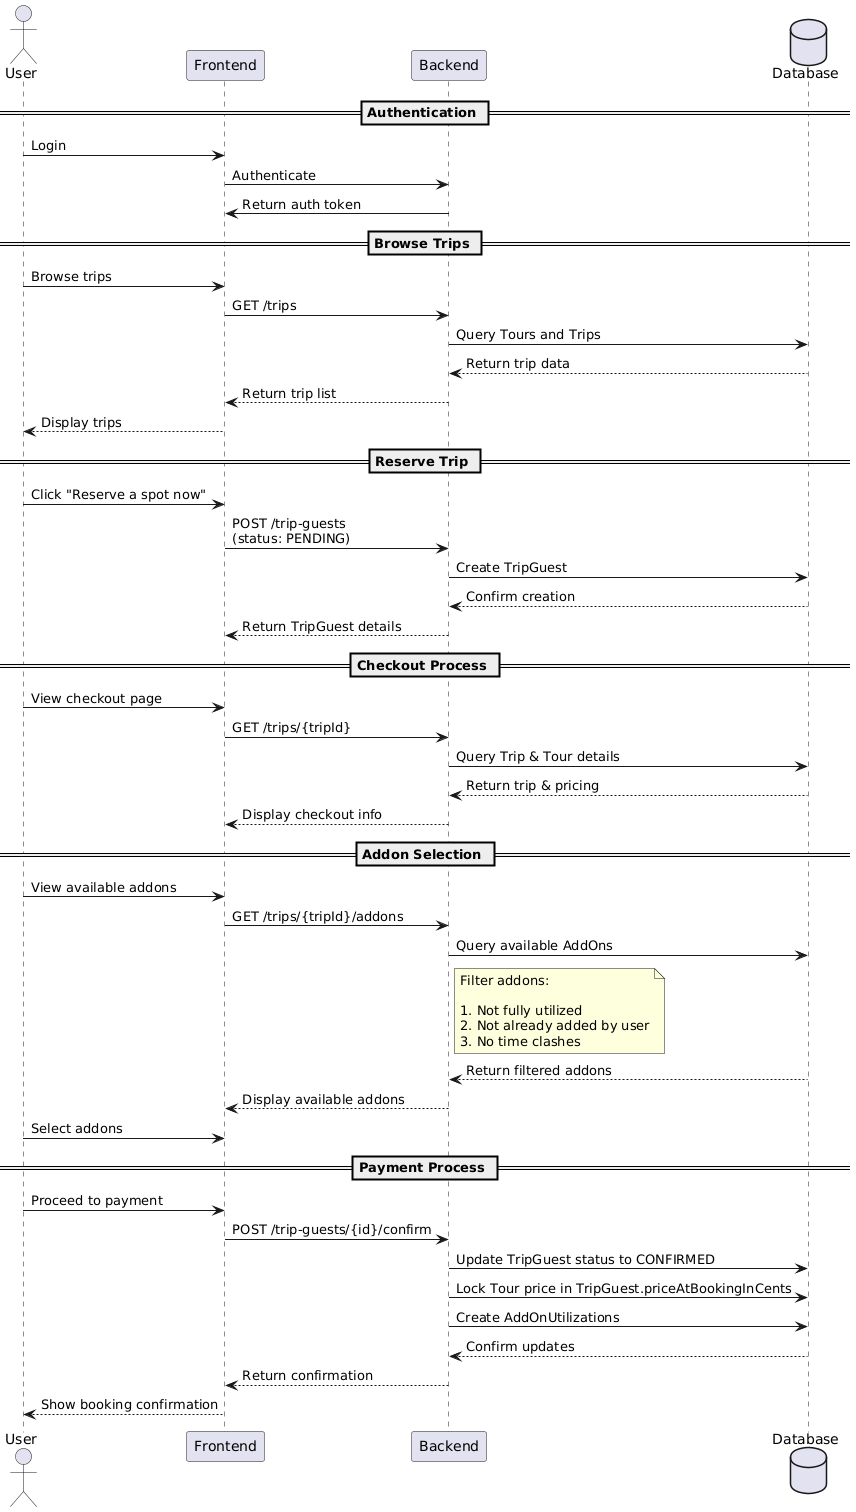 User
Frontend
Backend
Database
Authentication
Login
Authenticate
Return auth token
Browse Trips
Browse trips
GET /trips
Query Tours and Trips
Return trip data
Return trip list
Display trips
Reserve Trip
Click "Reserve a spot now"
POST /trip-guests
(status: PENDING)
Create TripGuest
Confirm creation
Return TripGuest details
Checkout Process
View checkout page
GET /trips/{tripId}
Query Trip & Tour details
Return trip & pricing
Display checkout info
Addon Selection
View available addons
GET /trips/{tripId}/addons
Query available AddOns
Filter addons:
1. Not fully utilized
2. Not already added by user
3. No time clashes
Return filtered addons
Display available addons
Select addons
Payment Process
Proceed to payment
POST /trip-guests/{id}/confirm
Update TripGuest status to CONFIRMED
Lock Tour price in TripGuest.priceAtBookingInCents
Create AddOnUtilizations
Confirm updates
Return confirmation
Show booking confirmation
User
Frontend
Backend
Database